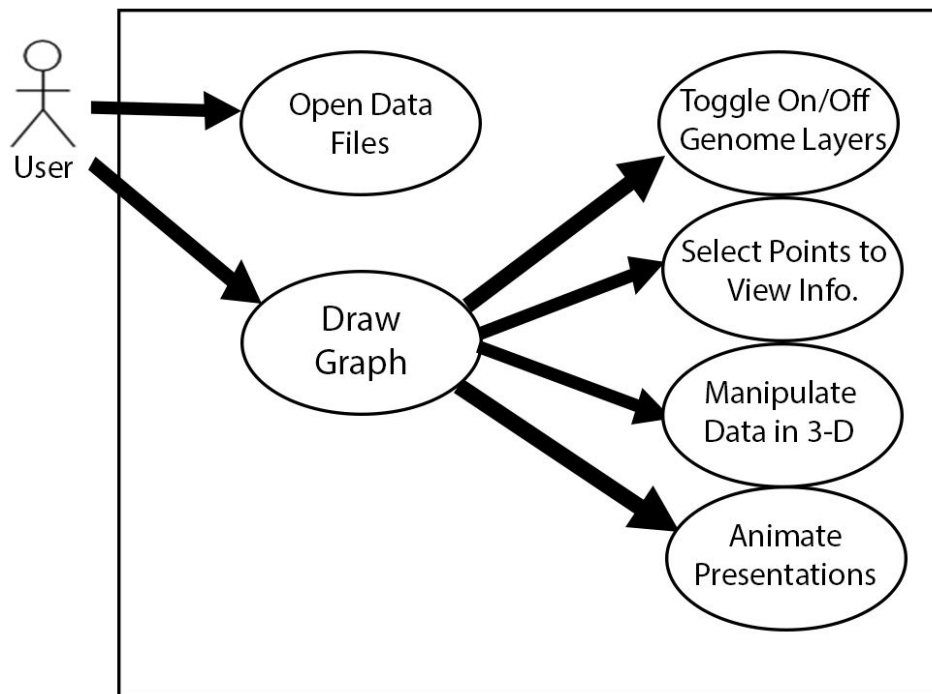 User
Open Data
Files
Draw
Graph
Toggle On/Off
Genome Layers
Select Points to
View Info.
Manipulate
Data in 3-D
Animate
Presentations